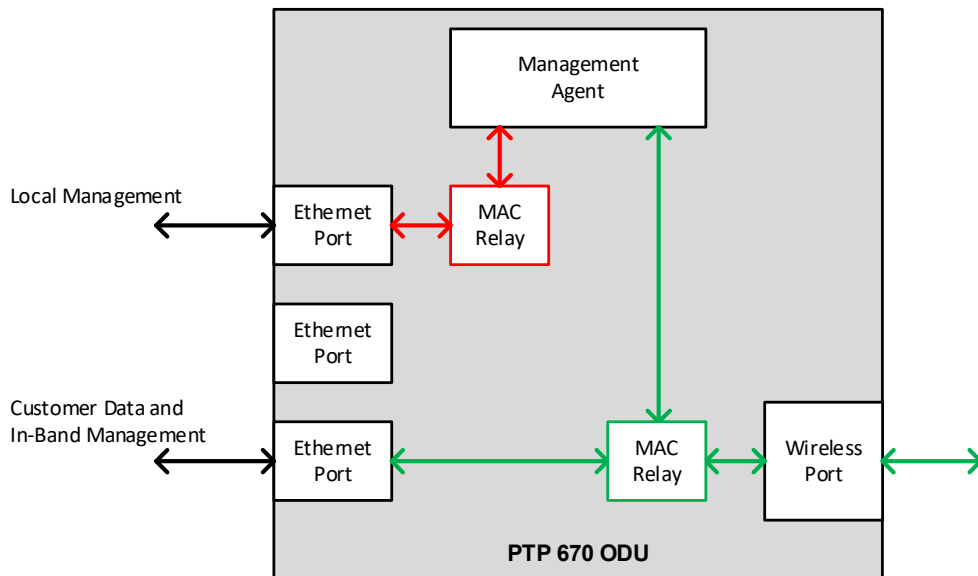 Management
Agent
Local Management
Ethernet
Port
MAC
Relay
Ethernet
Port
Customer Data and
In-Band Management
Ethernet
Port
MAC
Relay
Wireless
Port
PTP 670 ODU